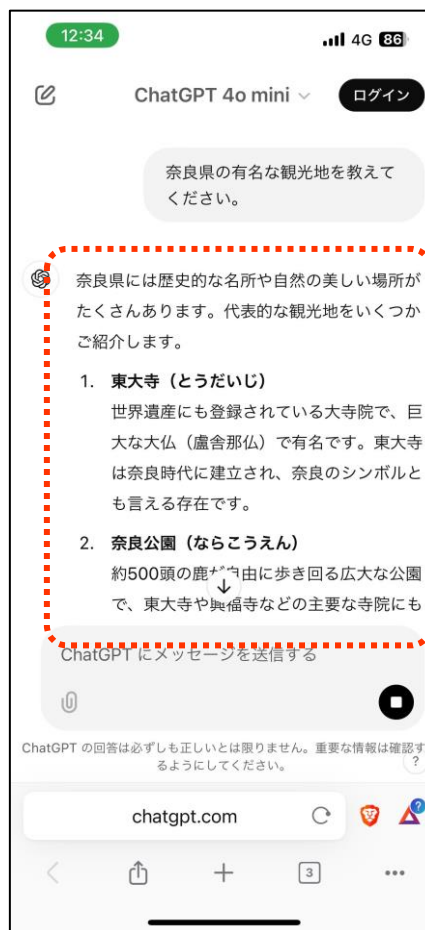 12:34
4G 86
ChatGPT 4o mini
ログイン
奈良県の有名な観光地を教えて
ください。
奈良県には歴史的な名所や自然の美しい場所が
たくさんあります。代表的な観光地をいくつか
ご紹介します。
1. 東大寺（とうだいじ）
世界遺産にも登録されている大寺院で、巨
大な大仏（盧舎那仏）で有名です。東大寺
は奈良時代に建立され、奈良のシンボルと
も言える存在です。
2. 奈良公園（ならこうえん）
約500頭の鹿が自由に歩き回る広大な公園
で、東大寺や興福寺などの主要な寺院にも
ChatGPT にメッセージを送信する
ChatGPT の回答は必ずしも正しいとは限りません。重要な情報は確認す
るようにしてください。
?
chatgpt.com
?
3